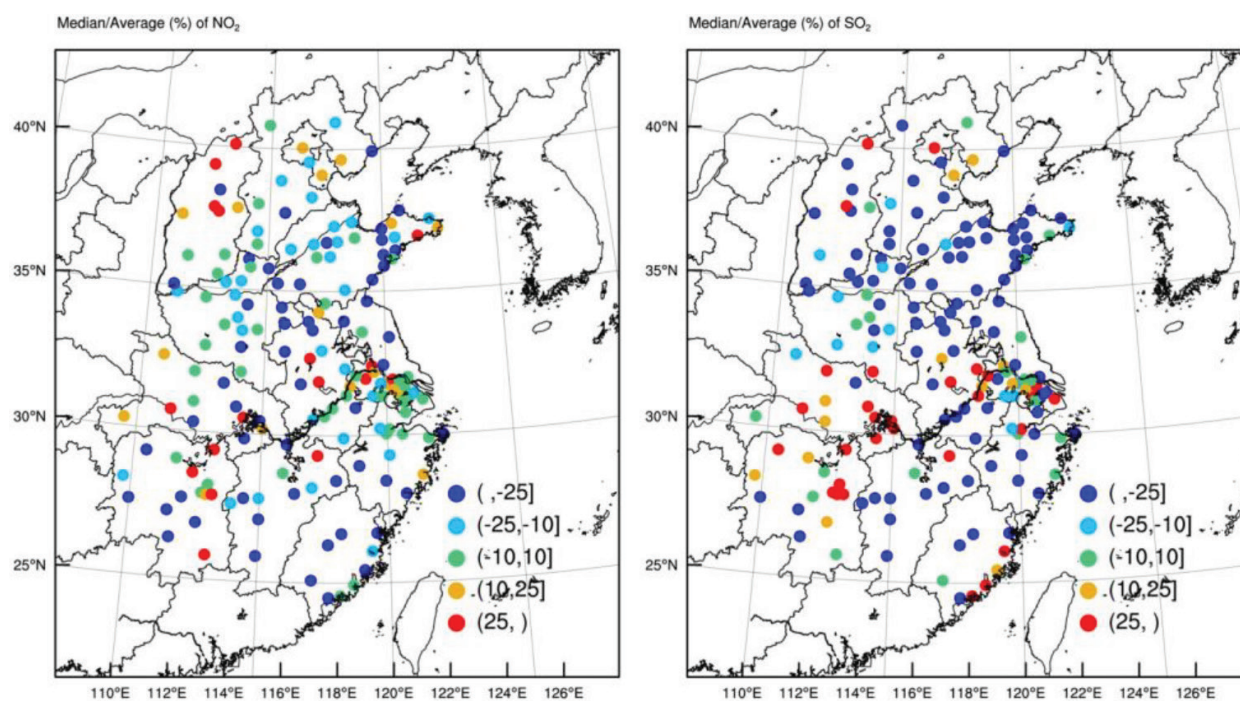 Median/Average (%) of NO₂
40°N
35°N
30°N
25°N
110°E 112°E 114°E 116°E 118°E 120°E 122°E 124°E 126°E
( ,-25]
(-25,-10]
(-10,10]
(10,25]
(25, )
Median/Average (%) of SO₂
40°N
35°N
30°N
25°N
110°E 112°E 114°E 116°E 118°E 120°E 122°E 124°E 126°E
( ,-25]
(-25,-10]
(-10,10]
(10,25]
(25, )